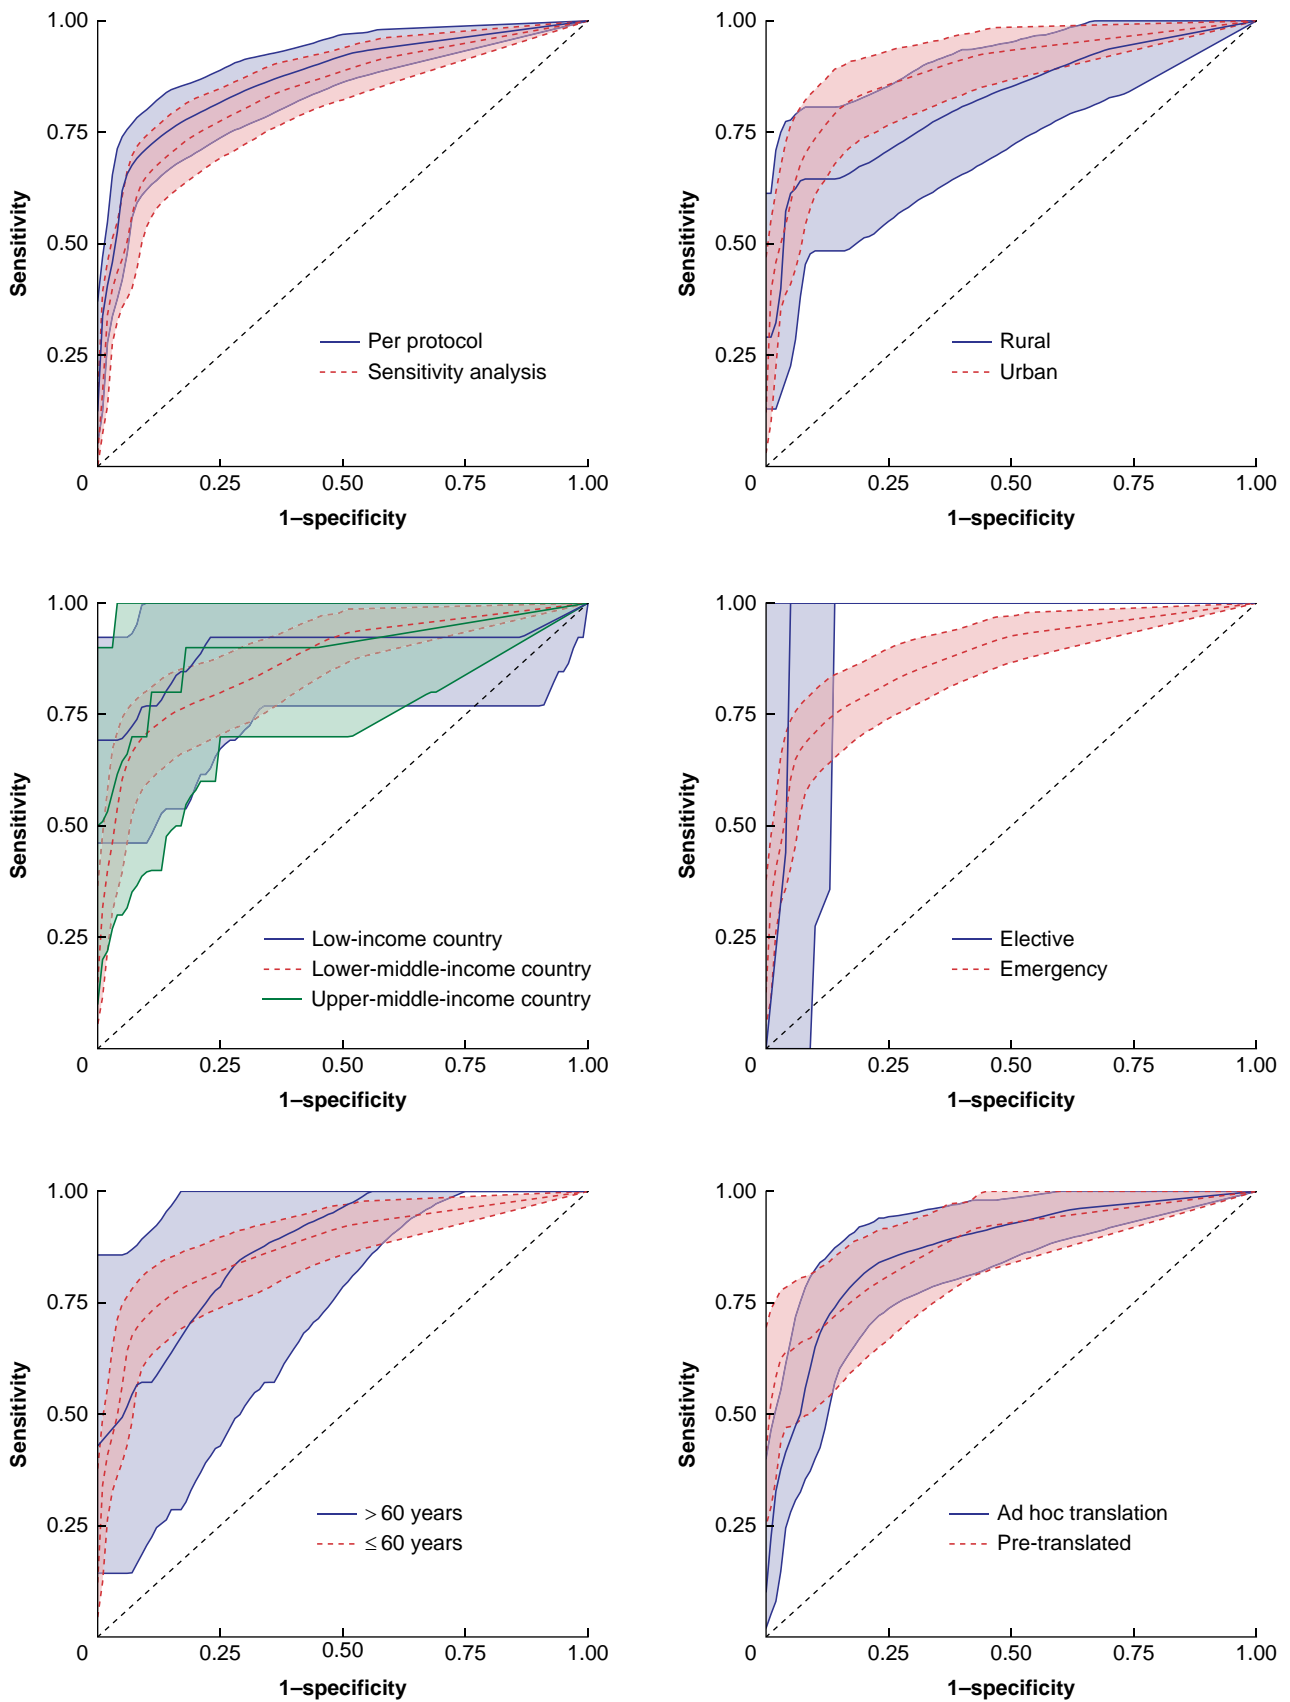 1.00
0.75
0.50
0.25
0
0.25
0.50
0.75
1.00
Sensitivity
1–specificity
Per protocol
Sensitivity analysis
1.00
0.75
0.50
0.25
0
0.25
0.50
0.75
1.00
Sensitivity
1–specificity
Rural
Urban
1.00
0.75
0.50
0.25
0
0.25
0.50
0.75
1.00
Sensitivity
1–specificity
Low-income country
Lower-middle-income country
Upper-middle-income country
1.00
0.75
0.50
0.25
0
0.25
0.50
0.75
1.00
Sensitivity
1–specificity
Elective
Emergency
1.00
0.75
0.50
0.25
0
0.25
0.50
0.75
1.00
Sensitivity
1–specificity
> 60 years
≤ 60 years
1.00
0.75
0.50
0.25
0
0.25
0.50
0.75
1.00
Sensitivity
1–specificity
Ad hoc translation
Pre-translated